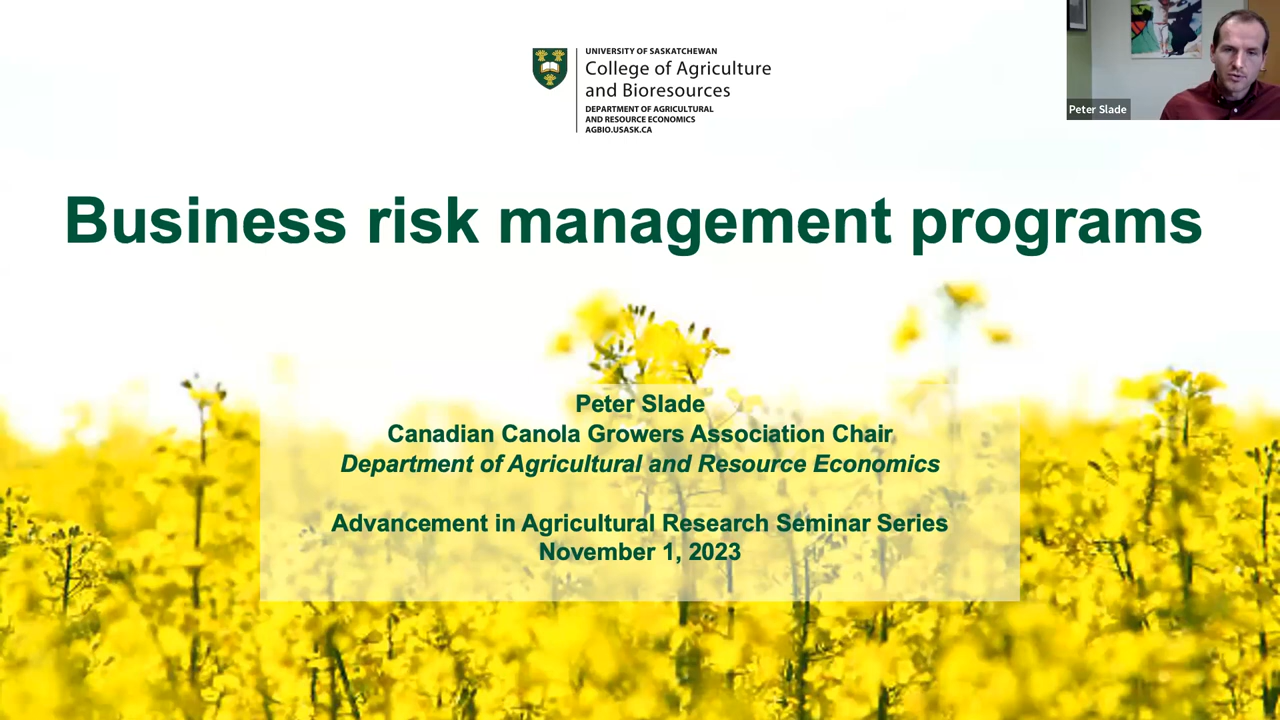 UNIVERSITY OF SASKATCHEWAN
College of Agriculture
and Bioresources
DEPARTMENT OF AGRICULTURAL
AND RESOURCE ECONOMICS
AGBIO.USASK.CA
Peter Slade
Business risk management programs
Peter Slade
Canadian Canola Growers Association Chair
Department of Agricultural and Resource Economics
Advancement in Agricultural Research Seminar Series
November 1, 2023